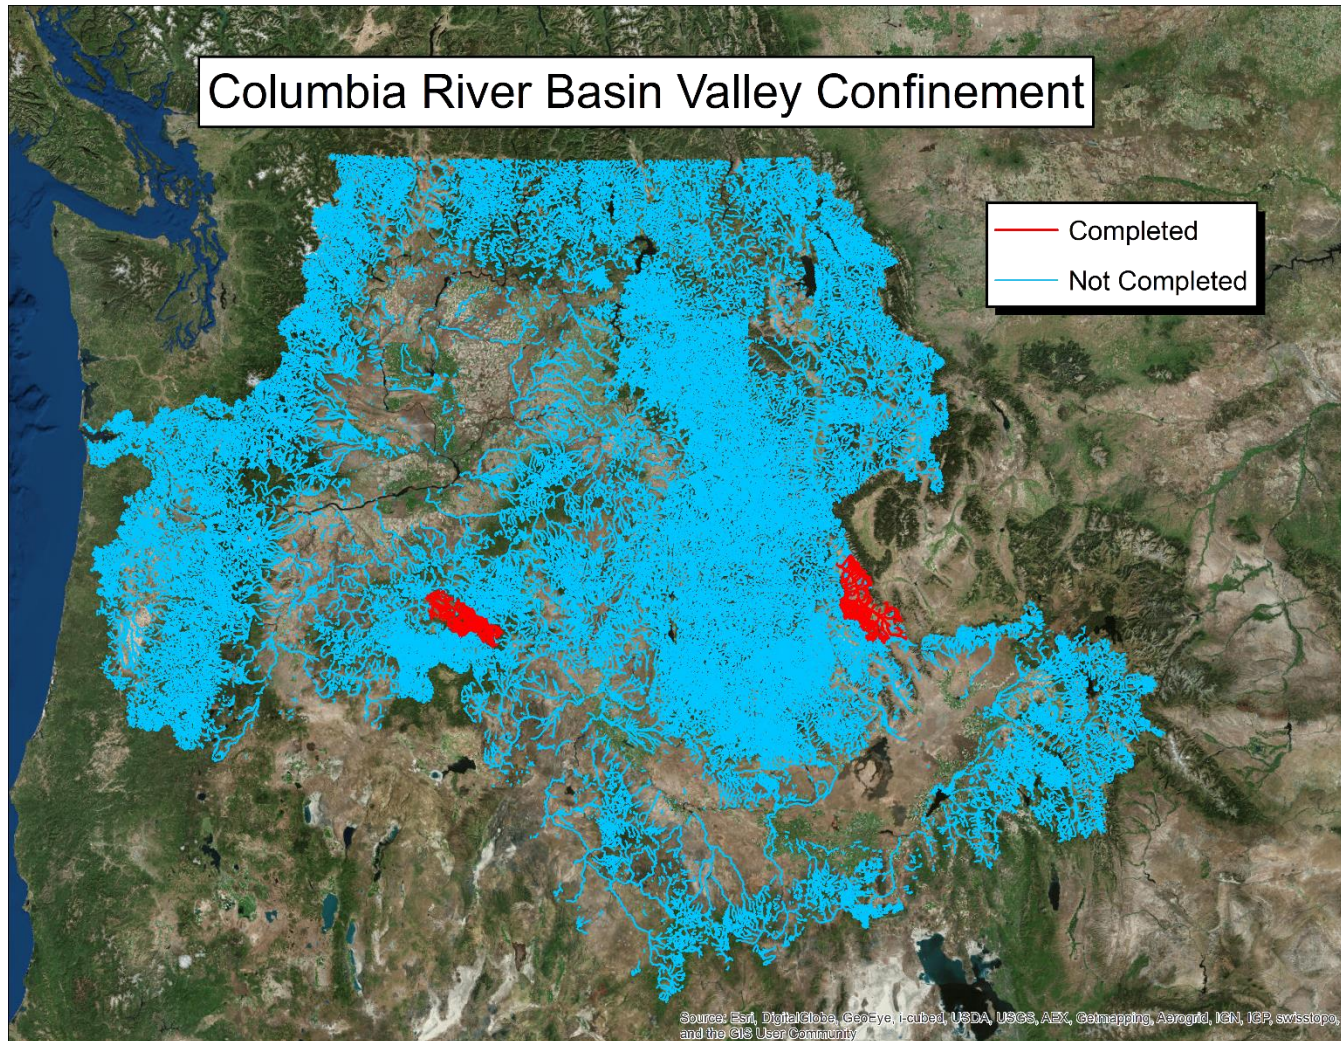 Columbia River Basin Valley Confinement
Completed
Not Completed
Source: Esri, DigitalGlobe, GeoEye, i-cubed, USDA, USGS, AEX, Getmapping, Aerogrid, IGN, IGP, swisstopo,
and the GIS User Community